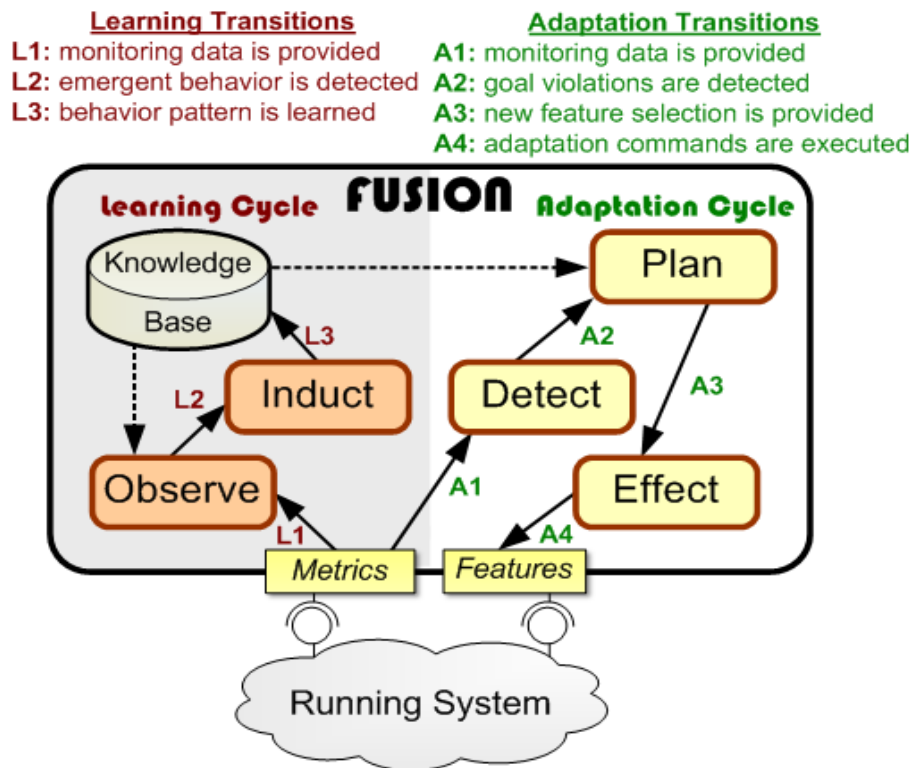 Learning Transitions
L1: monitoring data is provided
L2: emergent behavior is detected
L3: behavior pattern is learned
Adaptation Transitions
A1: monitoring data is provided
A2: goal violations are detected
A3: new feature selection is provided
A4: adaptation commands are executed
FUSION
Learning Cycle
Adaptation Cycle
Knowledge
Base
Plan
L3
A2
Induct
Detect
L2
A3
Observe
Effect
A1
L1
A4
Metrics
Features
Running System